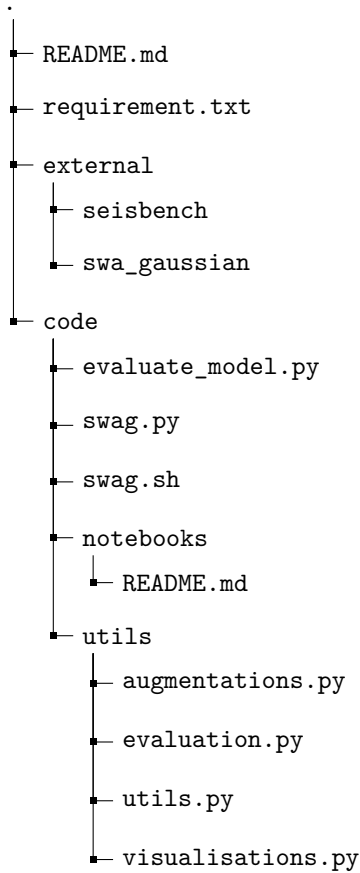 .
README.md
requirement.txt
external
seisbench
swa_gaussian
code
evaluate_model.py
swag.py
swag.sh
notebooks
README.md
utils
augmentations.py
evaluation.py
utils.py
visualisations.py